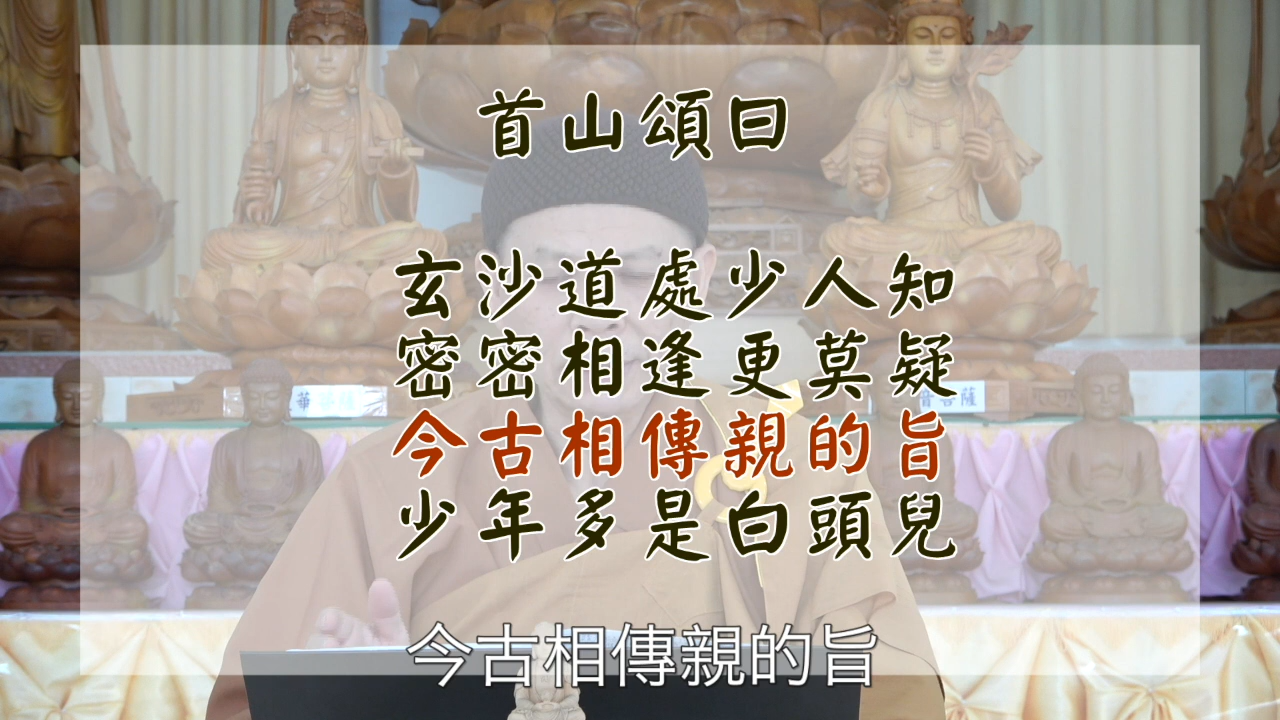 首山頌曰
玄沙道處少人知
密密相逢更莫疑
今古相傳親的旨
少年多是白頭兒
今古相傳親的旨